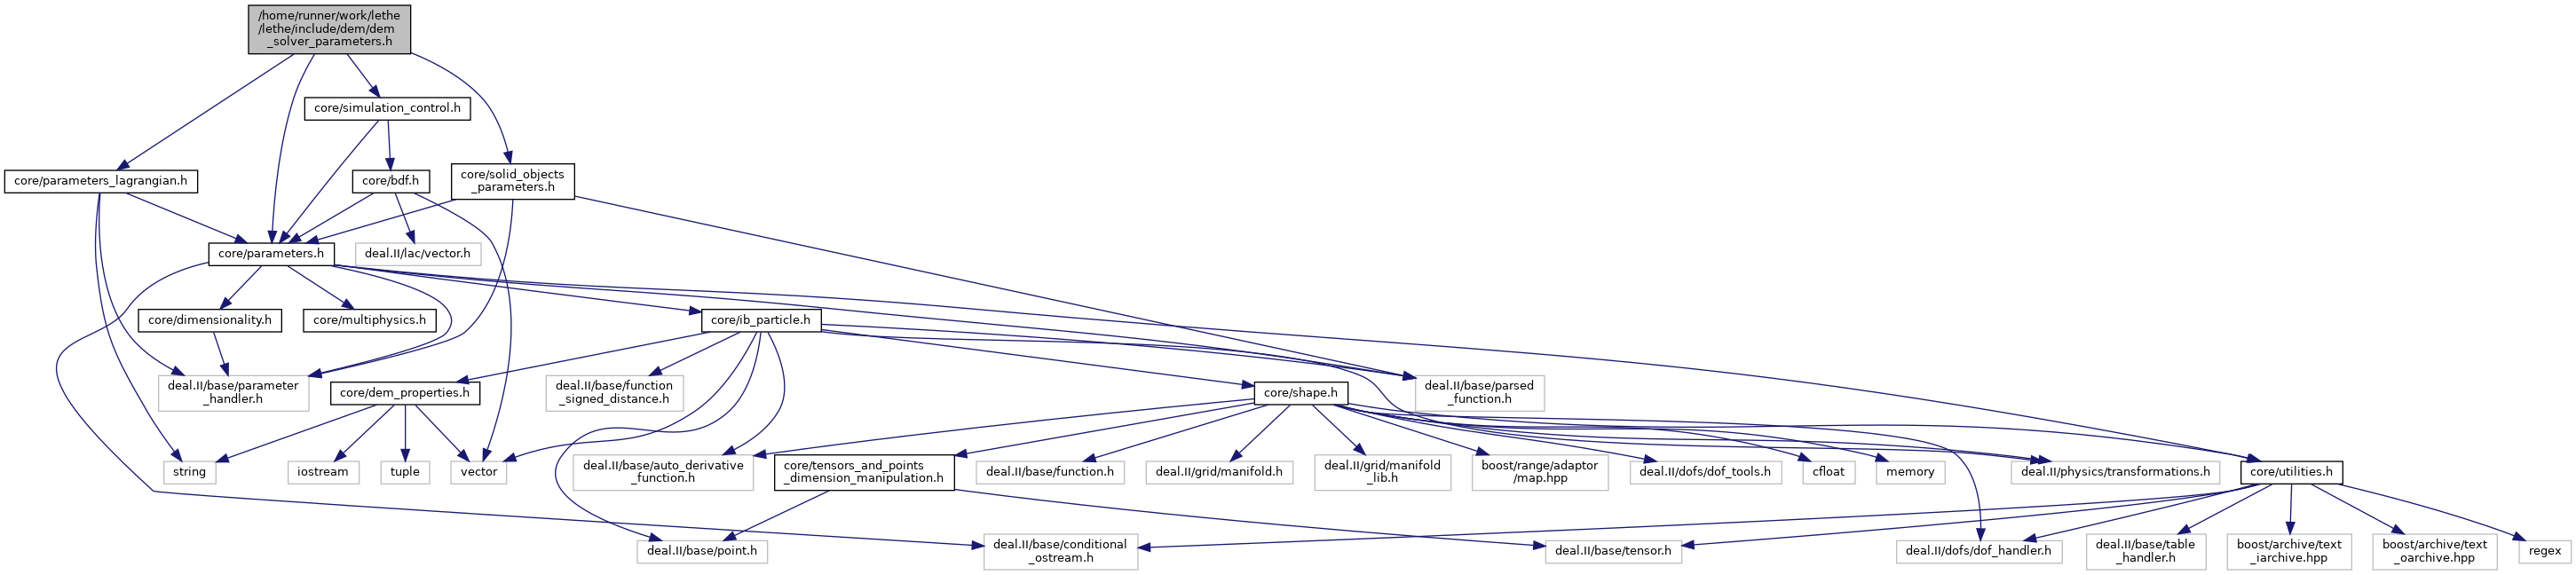 /home/runner/work/lethe
/lethe/include/dem/dem
_solver_parameters.h
core/simulation_control.h
core/parameters_lagrangian.h
core/bdf.h
core/solid_objects
_parameters.h
core/parameters.h
deal.II/lac/vector.h
core/dimensionality.h
core/multiphysics.h
core/ib_particle.h
deal.II/base/parameter
_handler.h
core/dem_properties.h
deal.II/base/function
_signed_distance.h
core/shape.h
deal.II/base/parsed
_function.h
string
iostream
tuple
vector
deal.II/base/auto_derivative
_function.h
core/tensors_and_points
_dimension_manipulation.h
deal.II/base/function.h
deal.II/grid/manifold.h
deal.II/grid/manifold
_lib.h
boost/range/adaptor
/map.hpp
deal.II/dofs/dof_tools.h
cfloat
memory
deal.II/physics/transformations.h
core/utilities.h
deal.II/base/point.h
deal.II/base/conditional
_ostream.h
deal.II/base/tensor.h
deal.II/dofs/dof_handler.h
deal.II/base/table
_handler.h
boost/archive/text
_iarchive.hpp
boost/archive/text
_oarchive.hpp
regex